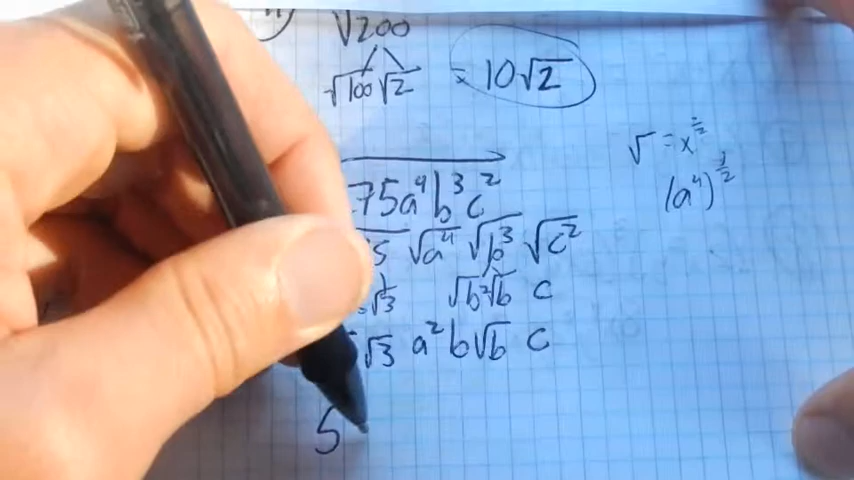 √200
√100 √2 = 10√2
√ = x^½
75a⁴b³c² (a⁴)^½
√a⁴ √b³ √c²
√3 √b²√b c
√3 a² b√b c
5